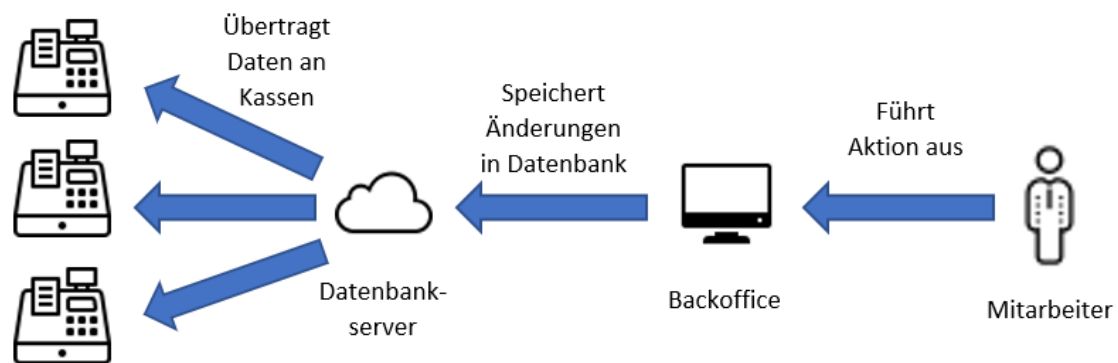 Übertragt
Daten an
Kassen
Speichert
Änderungen
in Datenbank
Führt
Aktion aus
Datenbank-
server
Backoffice
Mitarbeiter